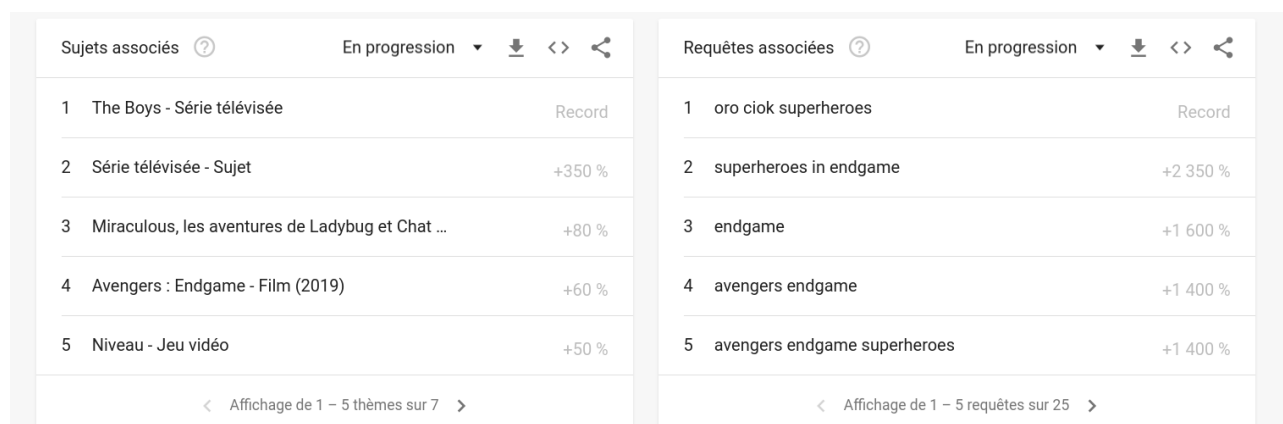 Sujets associés
En progression
1 The Boys - Série télévisée Record
2 Série télévisée - Sujet +350 %
3 Miraculous, les aventures de Ladybug et Chat ... +80 %
4 Avengers : Endgame - Film (2019) +60 %
5 Niveau - Jeu vidéo +50 %
Affichage de 1 – 5 thèmes sur 7
Requêtes associées
En progression
1 oro ciok superheroes Record
2 superheroes in endgame +2 350 %
3 endgame +1 600 %
4 avengers endgame +1 400 %
5 avengers endgame superheroes +1 400 %
Affichage de 1 – 5 requêtes sur 25